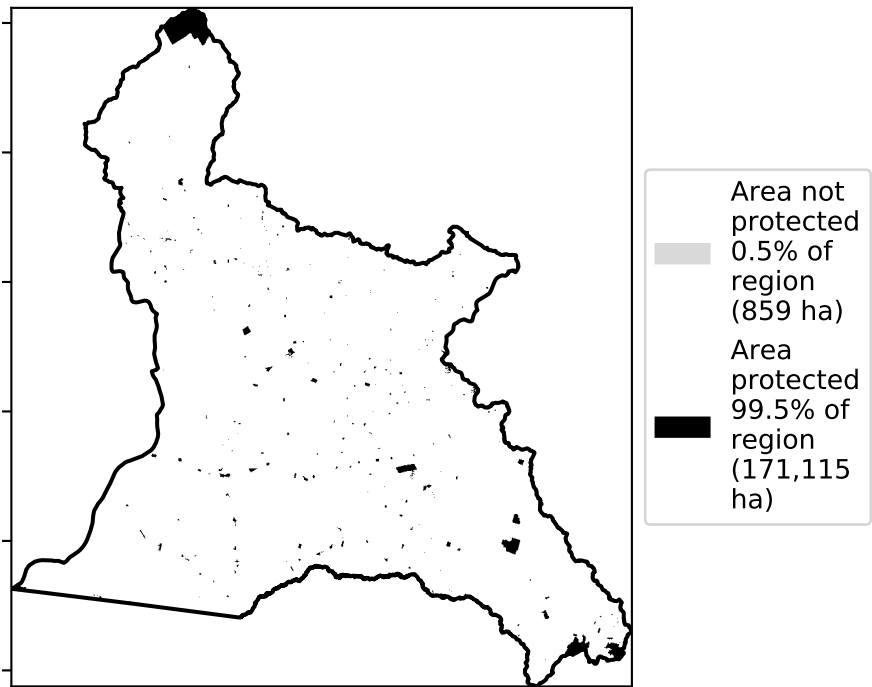 Area not
protected
0.5% of
region
(859 ha)
Area
protected
99.5% of
region
(171,115
ha)